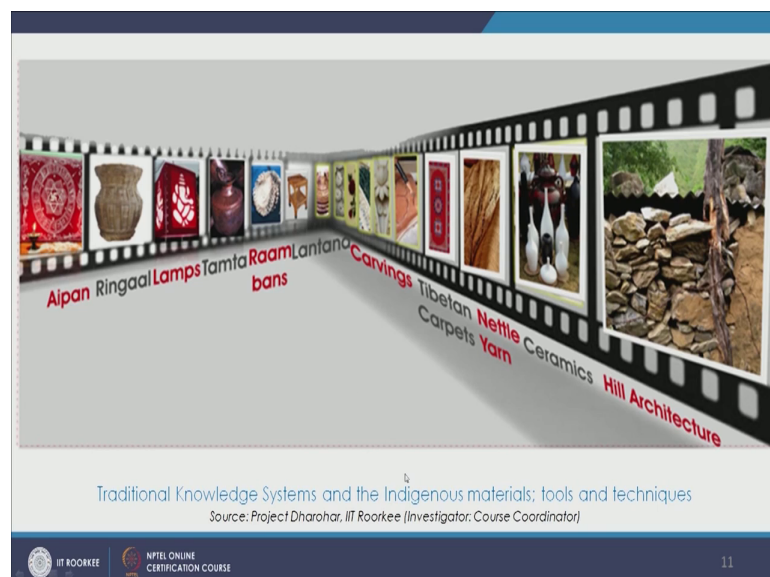 Aipan Ringaal Lamps Tamta Raam bans Lantano Carvings Tibetan Carpets Nettle Yarn Ceramics Hill Architecture
Traditional Knowledge Systems and the Indigenous materials; tools and techniques
Source: Project Dharohar, IIT Roorkee (Investigator: Course Coordinator)
IIT ROORKEE
NPTEL ONLINE
CERTIFICATION COURSE
11